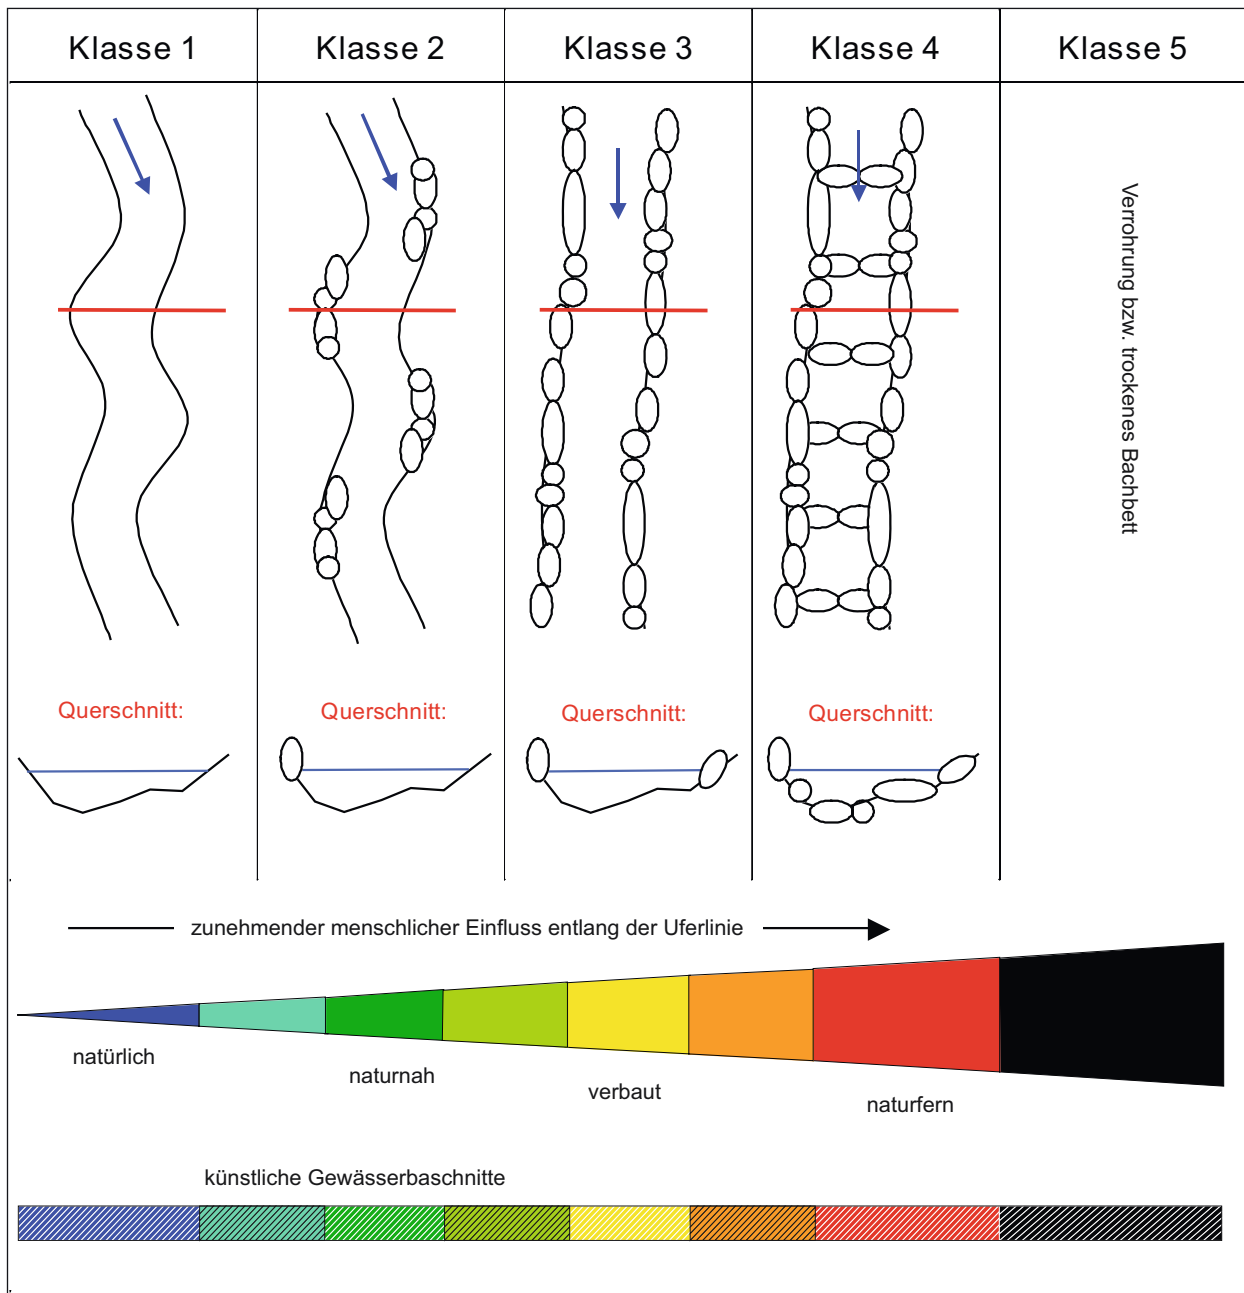 Klasse 1
Klasse 2
Klasse 3
Klasse 4
Klasse 5
Verrohrung bzw. trockenes Bachbett
Querschnitt:
Querschnitt:
Querschnitt:
Querschnitt:
zunehmender menschlicher Einfluss entlang der Uferlinie
natürlich
naturnah
verbaut
naturfern
künstliche Gewässerbaschnitte